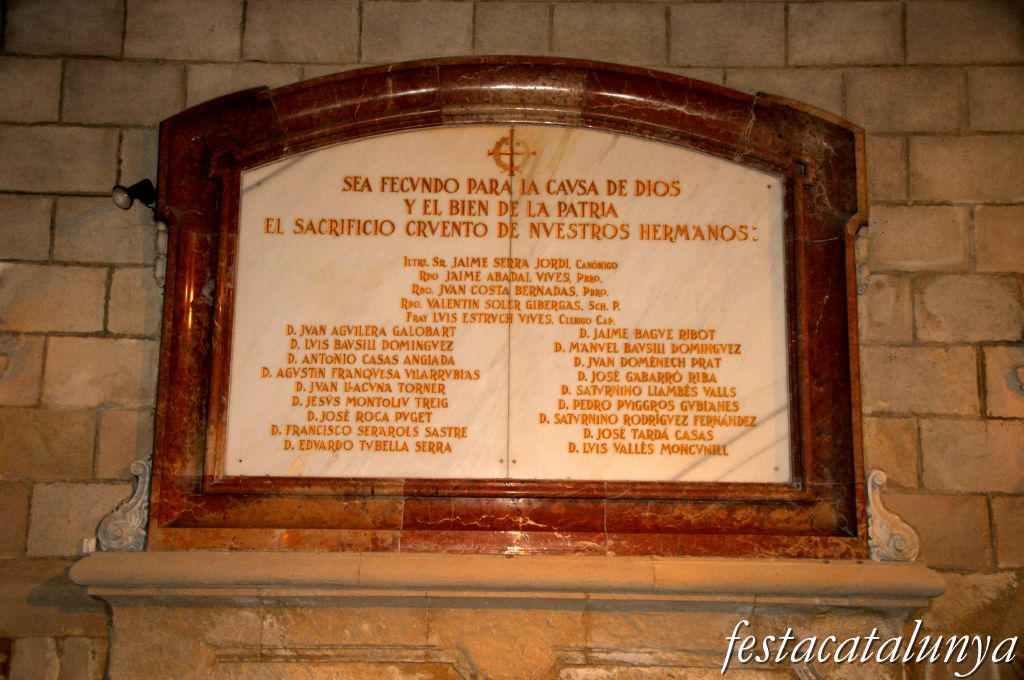 SEA FECVNDO PARA LA CAVSA DE DIOS
Y EL BIEN DE LA PATRIA
EL SACRIFICIO CRVENTO DE NVESTROS HERMANOS:
ILTRE. SR. JAIME SERRA JORDI, CANÓNIGO
RDO JAIME ABADAL VIVES, PBRO.
RDO. JVAN COSTA BERNADAS, PBRO.
RDO. VALENTIN SOLER GIBERGAS, SCH. P.
FRAY LVIS ESTRVCH VIVES, CLERIGO CAP.
D. JVAN AGVILERA GALOBART
D. LVIS BAVSILI DOMINGVEZ
D. ANTONIO CASAS ANGLADA
D. AGVSTIN FRANQVESA VILARRVBIAS
D. JVAN LLACVNA TORNER
D. JESVS MONTOLIV TREIG
D. JOSÉ ROCA PVGET
D. FRANCISCO SERAROLS SASTRE
D. EDVARDO TVBELLA SERRA
D. JAIME BAGVE RIBOT
D. MANVEL BAVSILI DOMINGVEZ
D. JVAN DOMÈNECH PRAT
D. JOSÉ GABARRÓ RIBA
D. SATVRNINO LLAMBÉS VALLS
D. PEDRO PVIGGROS GVBIANES
D. SATVRNINO RODRÍGVEZ FERNÁNDEZ
D. JOSÉ TARDÁ CASAS
D. LVIS VALLÈS MONCVNILL
festacatalunya